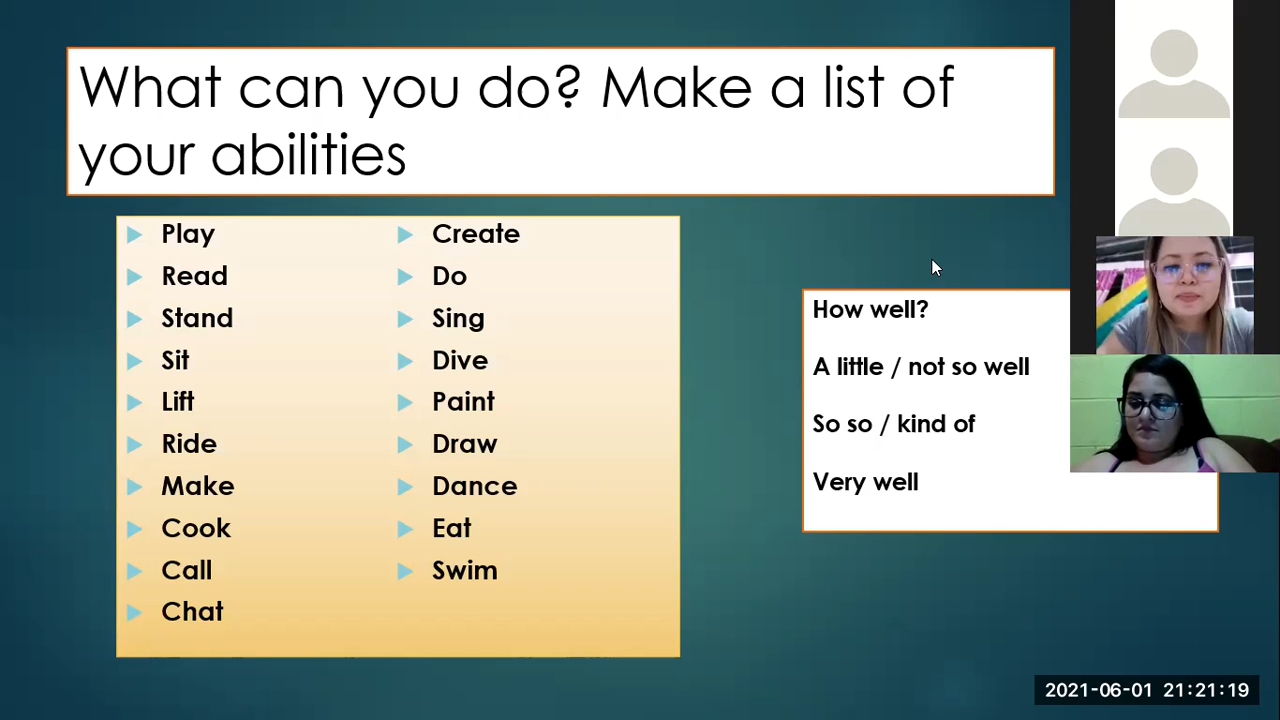 What can you do? Make a list of
your abilities
Play
Read
Stand
Sit
Lift
Ride
Make
Cook
Call
Chat
Create
Do
Sing
Dive
Paint
Draw
Dance
Eat
Swim
How well?
A little / not so well
So so / kind of
Very well
2021-06-01 21:21:19